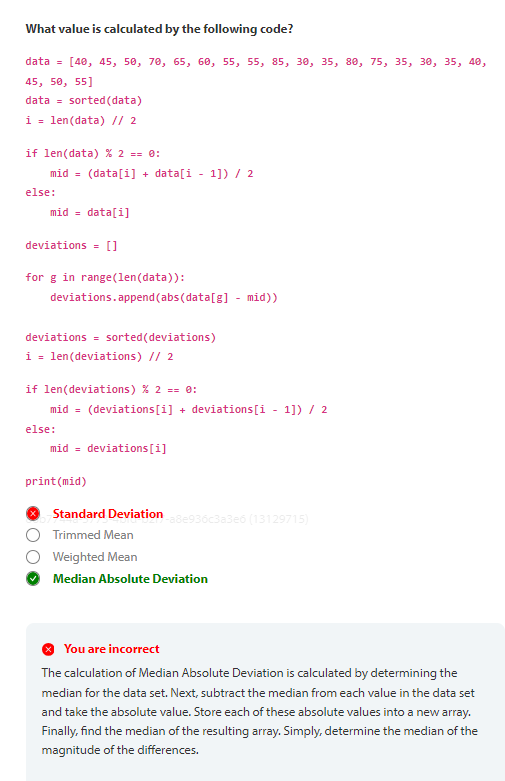 What value is calculated by the following code?
data = [40, 45, 50, 70, 65, 60, 55, 55, 85, 30, 35, 80, 75, 35, 30, 35, 40,
45, 50, 55]
data = sorted(data)
i = len(data) // 2
if len(data) % 2 == 0:
    mid = (data[i] + data[i - 1]) / 2
else:
    mid = data[i]
deviations = []
for g in range(len(data)):
    deviations.append(abs(data[g] - mid))
deviations = sorted(deviations)
i = len(deviations) // 2
if len(deviations) % 2 == 0:
    mid = (deviations[i] + deviations[i - 1]) / 2
else:
    mid = deviations[i]
print(mid)
Standard Deviation
Trimmed Mean
Weighted Mean
Median Absolute Deviation
You are incorrect
The calculation of Median Absolute Deviation is calculated by determining the
median for the data set. Next, subtract the median from each value in the data set
and take the absolute value. Store each of these absolute values into a new array.
Finally, find the median of the resulting array. Simply, determine the median of the
magnitude of the differences.